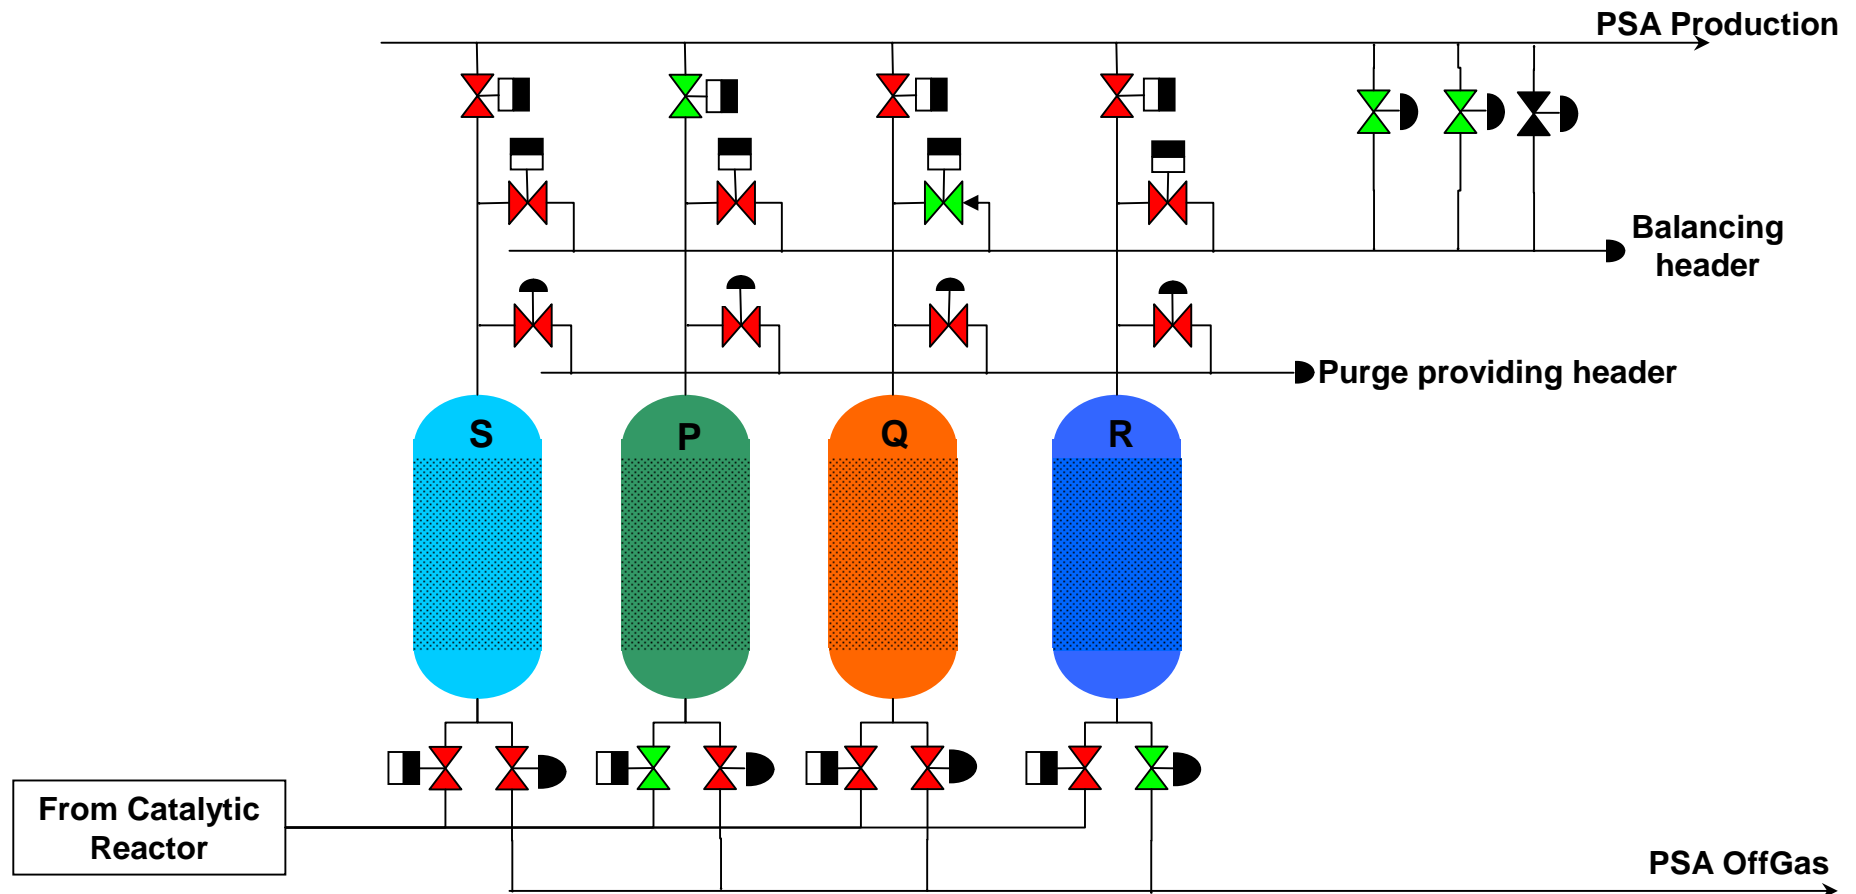 PSA Production
Balancing
header
Purge providing header
S
P
Q
R
From Catalytic
Reactor
PSA OffGas